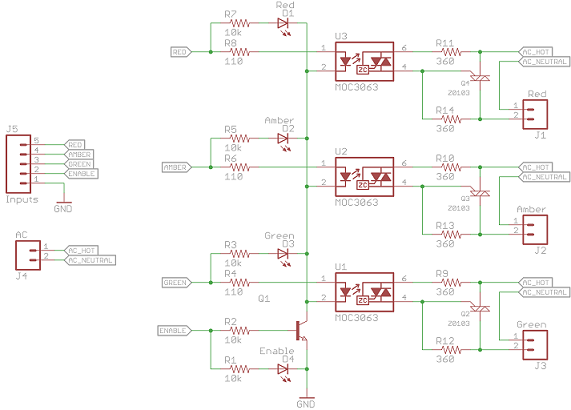 Red
R7
D1
10k
R8
110
RED
1
2
U3
MOC3063
ZC
6
4
R11
360
AC_HOT
AC_NEUTRAL
Q4
20103
R14
360
Red
1
2
J1
Amber
R5
D2
10k
R6
110
AMBER
1
2
U2
MOC3063
ZC
6
4
R10
360
AC_HOT
AC_NEUTRAL
Q3
20103
R13
360
Amber
1
2
J2
J5
5
4
3
2
1
RED
AMBER
GREEN
ENABLE
Inputs
GND
AC
1
2
AC_HOT
AC_NEUTRAL
J4
Green
R3
D3
10k
R4
110
GREEN
1
2
U1
MOC3063
ZC
6
4
R9
360
AC_HOT
AC_NEUTRAL
Q2
20103
R12
360
Green
1
2
J3
Q1
ENABLE
R2
10k
R1
10k
Enable
D4
GND